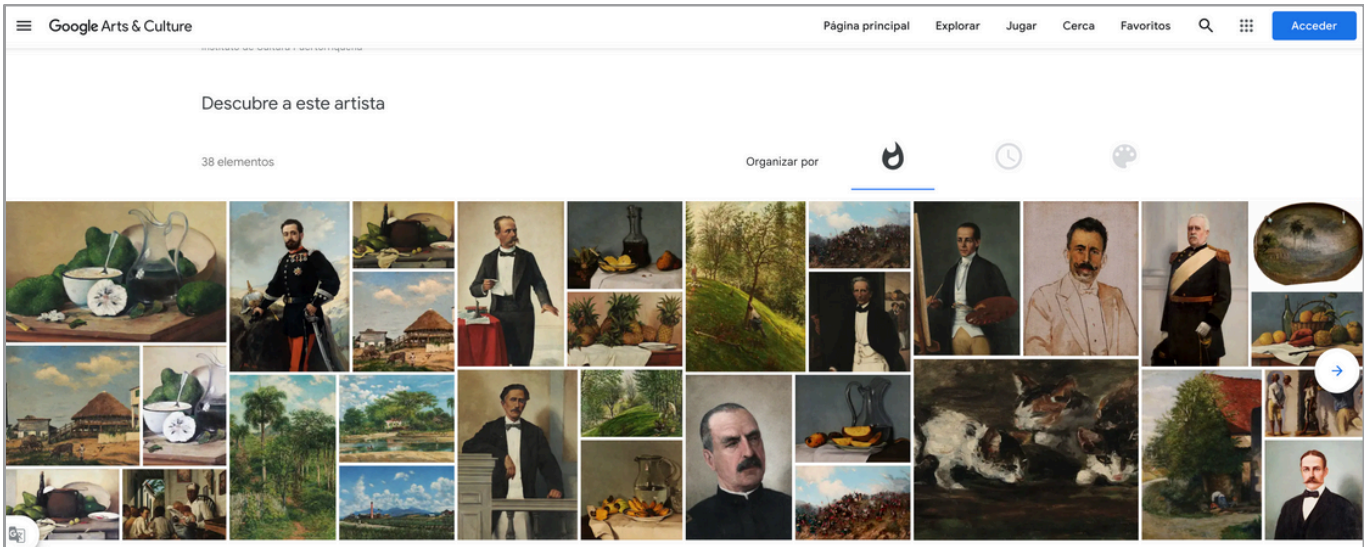 Google Arts & Culture
Página principal Explorar Jugar Cerca Favoritos Acceder
Descubre a este artista
38 elementos
Organizar por